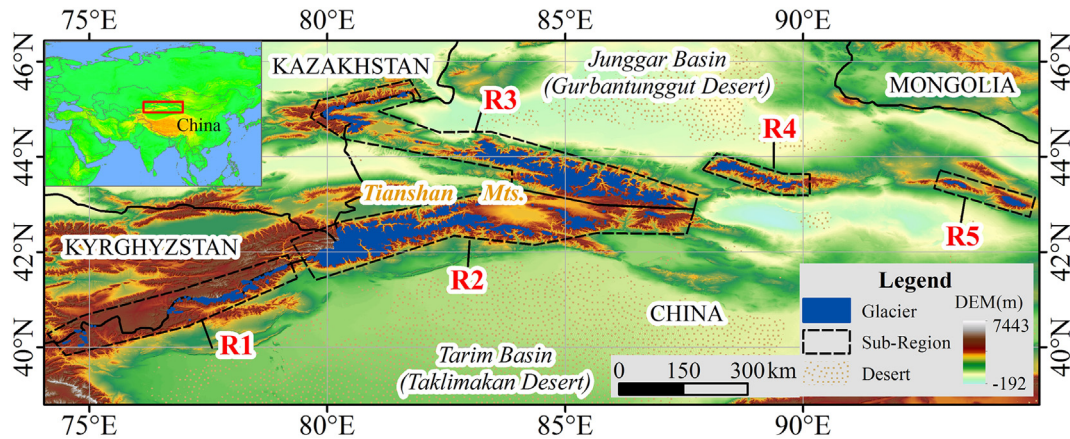 75°E 80°E 85°E 90°E
46°N
44°N
42°N
40°N
46°N
44°N
42°N
40°N
China
KAZAKHSTAN
Junggar Basin
(Gurbantunggut Desert)
MONGOLIA
R3
R4
Tianshan Mts.
KYRGHYZSTAN
R2
R5
R1
CHINA
Tarim Basin
(Taklimakan Desert)
Legend
Glacier
Sub-Region
Desert
DEM(m)
7443
-192
0 150 300 km
75°E 80°E 85°E 90°E